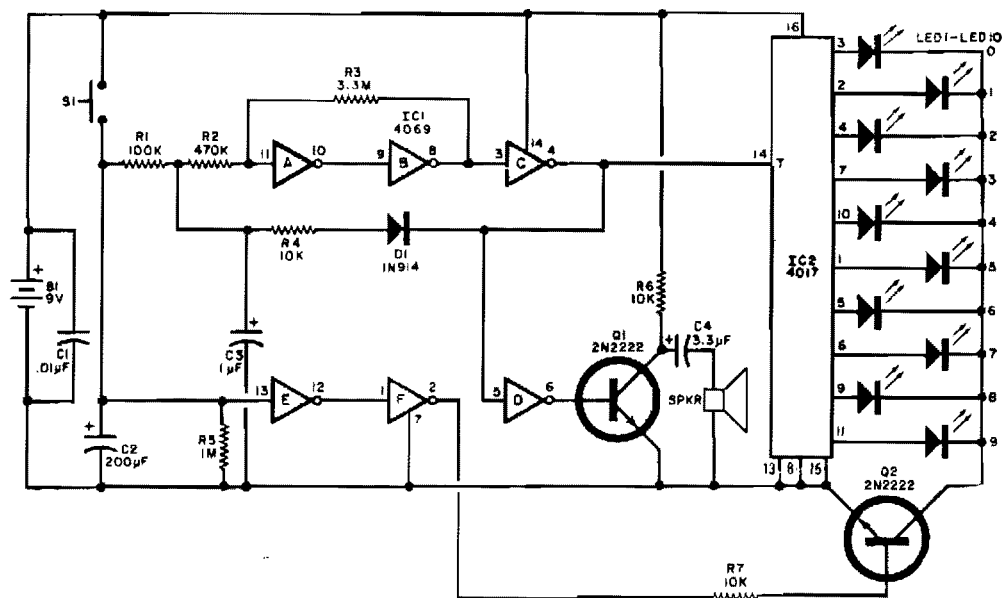 16
LED1-LED10
3
0
2
1
4
2
7
3
10
4
1
5
5
6
6
7
9
8
11
9
S1
R3
3.3M
IC1
4069
R1
100K
R2
470K
11
A
10
9
B
8
3
C
14
4
14
T
R4
10K
D1
1N914
IC2
4017
+
B1
9V
C1
.01µF
+
C3
1µF
R6
10K
Q1
2N2222
+
C4
3.3µF
SPKR
13
E
12
1
F
2
7
5
D
6
+
C2
200µF
R5
1M
13
8
15
Q2
2N2222
R7
10K